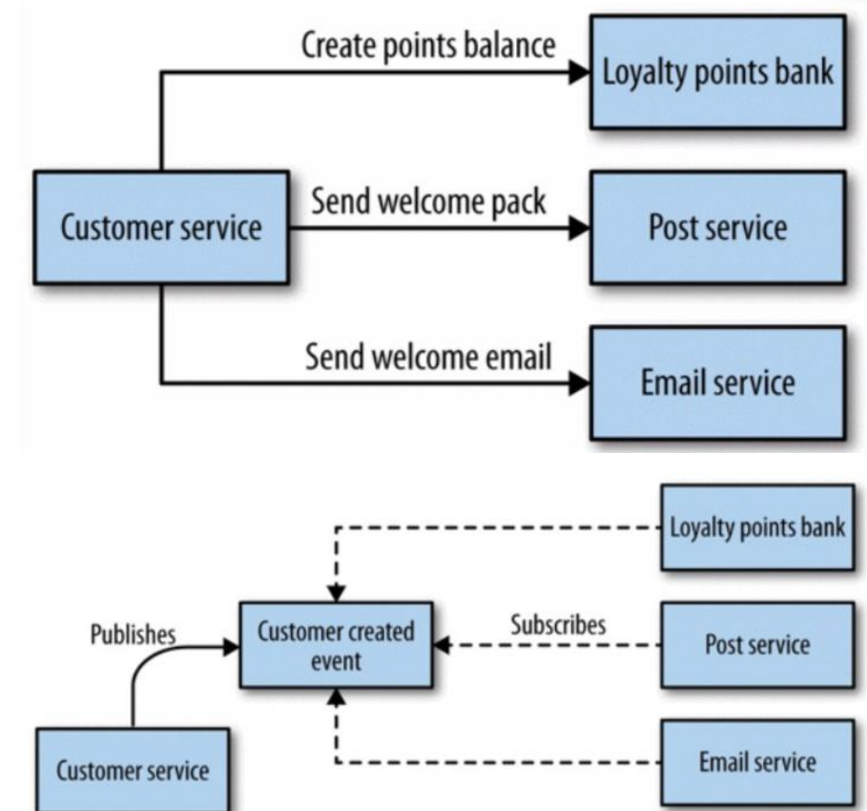 Create points balance
Loyalty points bank
Customer service
Send welcome pack
Post service
Send welcome email
Email service
Loyalty points bank
Publishes
Customer created
event
Subscribes
Post service
Customer service
Email service